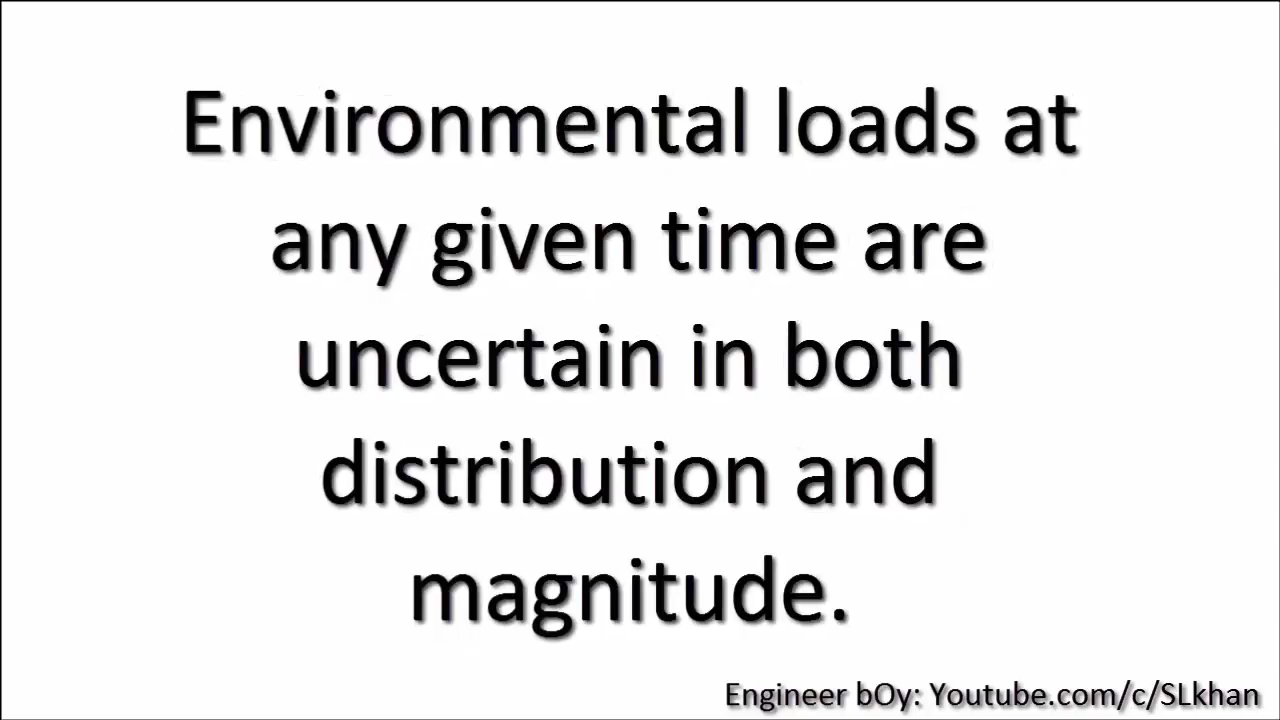 Environmental loads at
any given time are
uncertain in both
distribution and
magnitude.
Engineer bOy: Youtube.com/c/SLkhan